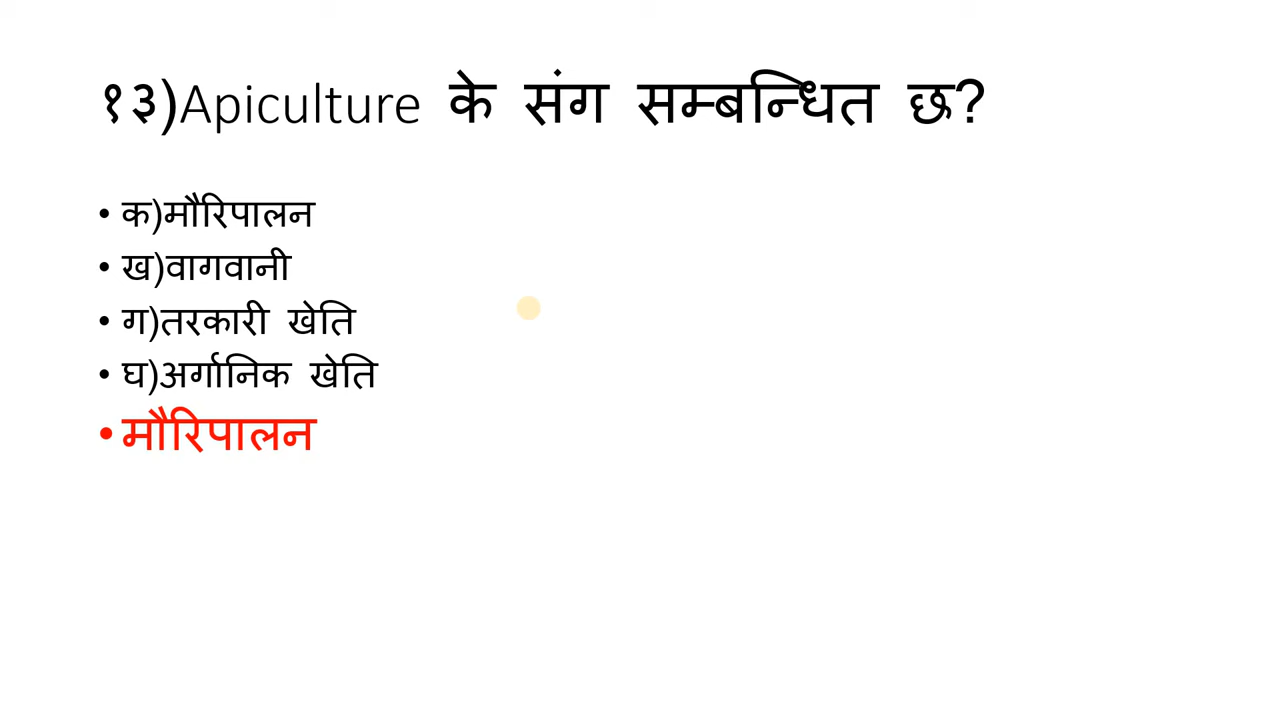 १३)Apiculture के संग सम्बन्धित छ?
• क)मौरिपालन
• ख)वागवानी
• ग)तरकारी खेति
• घ)अर्गानिक खेति
• मौरिपालन